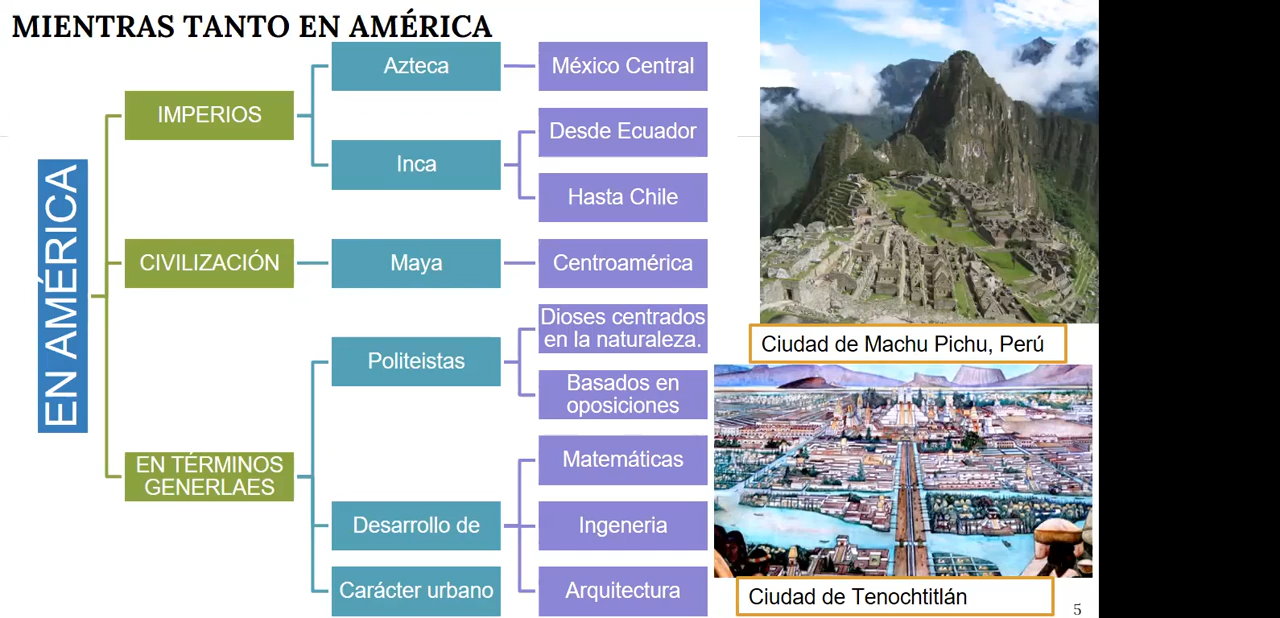 MIENTRAS TANTO EN AMÉRICA
EN AMÉRICA
IMPERIOS
Azteca
México Central
Inca
Desde Ecuador
Hasta Chile
CIVILIZACIÓN
Maya
Centroamérica
EN TÉRMINOS
GENERLAES
Politeistas
Dioses centrados
en la naturaleza.
Basados en
oposiciones
Desarrollo de
Matemáticas
Ingeneria
Arquitectura
Carácter urbano
Ciudad de Machu Pichu, Perú
Ciudad de Tenochtitlán
5